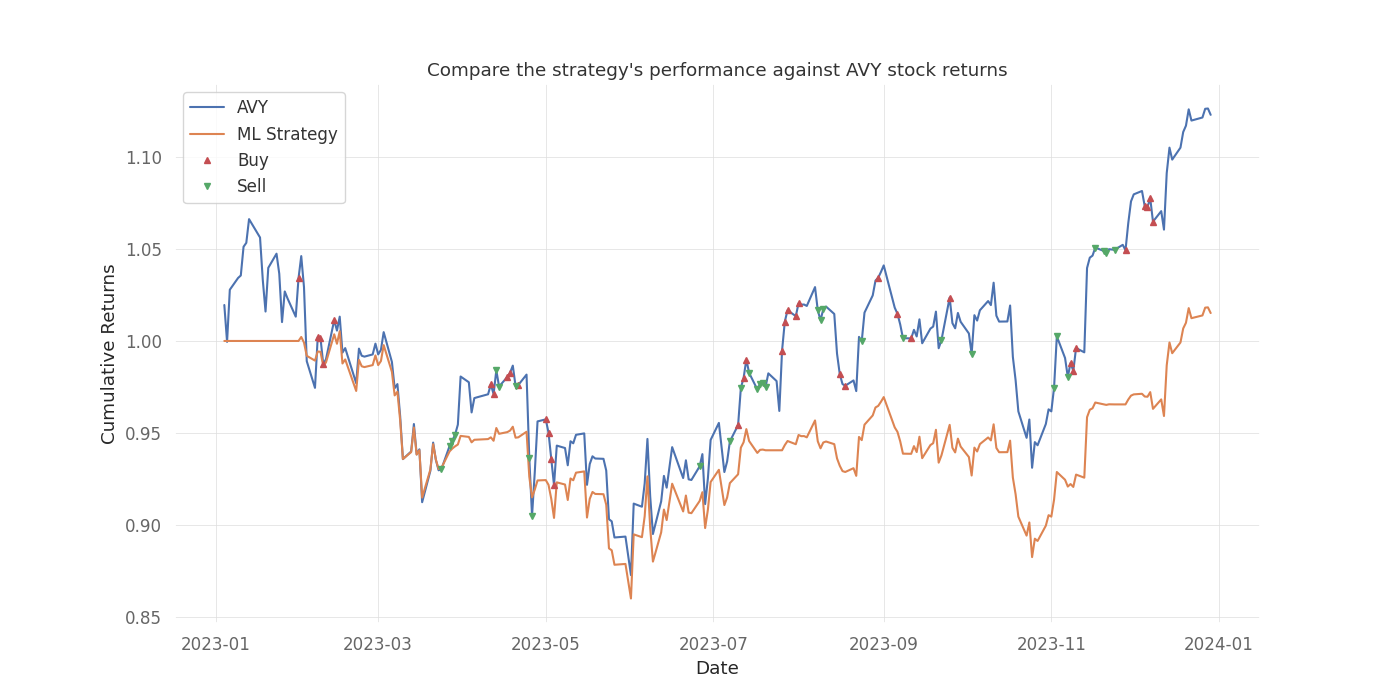 Compare the strategy's performance against AVY stock returns
AVY
ML Strategy
Buy
Sell
Cumulative Returns
1.10
1.05
1.00
0.95
0.90
0.85
2023-01
2023-03
2023-05
2023-07
2023-09
2023-11
2024-01
Date